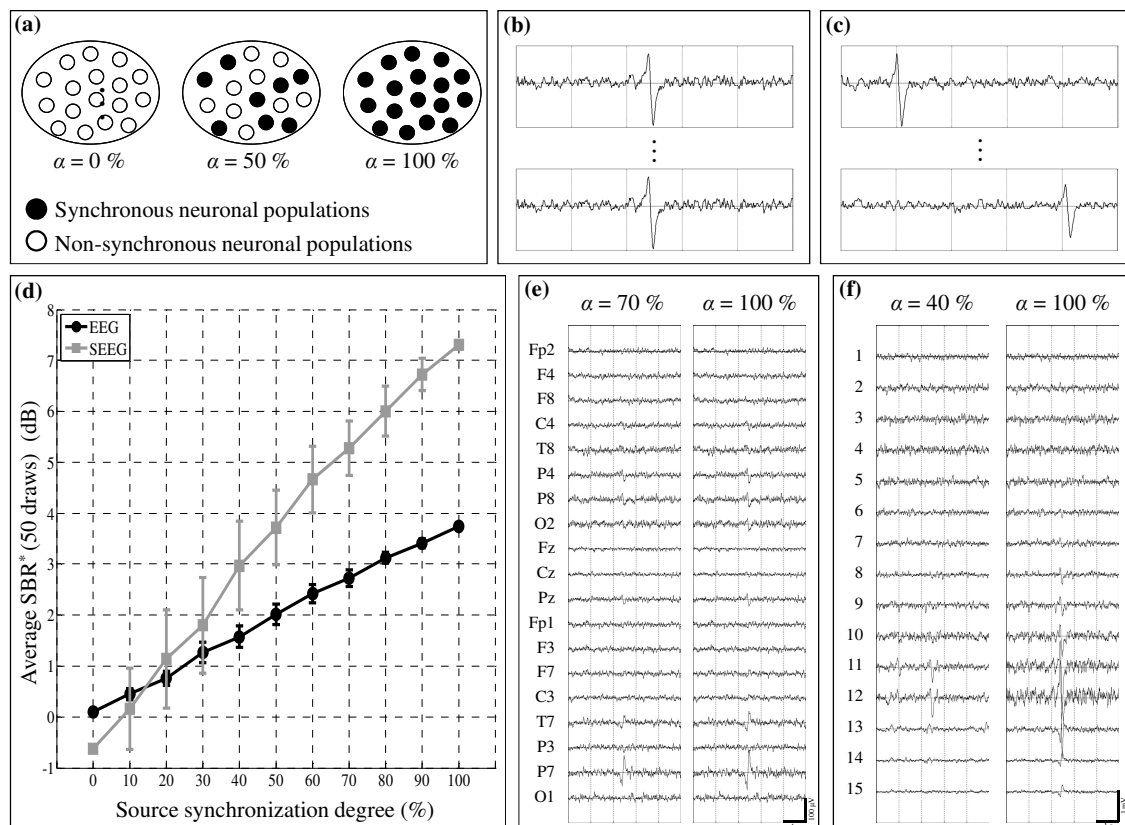 (a)
α = 0 %
α = 50 %
α = 100 %
Synchronous neuronal populations
Non-synchronous neuronal populations
(b)
(c)
(d)
8
7
6
5
4
3
2
1
0
-1
EEG
SEEG
Average SBR* (50 draws) (dB)
0 10 20 30 40 50 60 70 80 90 100
Source synchronization degree (%)
(e)
α = 70 %
α = 100 %
Fp2
F4
F8
C4
T8
P4
P8
O2
Fz
Cz
Pz
Fp1
F3
F7
C3
T7
P3
P7
O1
100 µV
(f)
α = 40 %
α = 100 %
1
2
3
4
5
6
7
8
9
10
11
12
13
14
15
1 mV